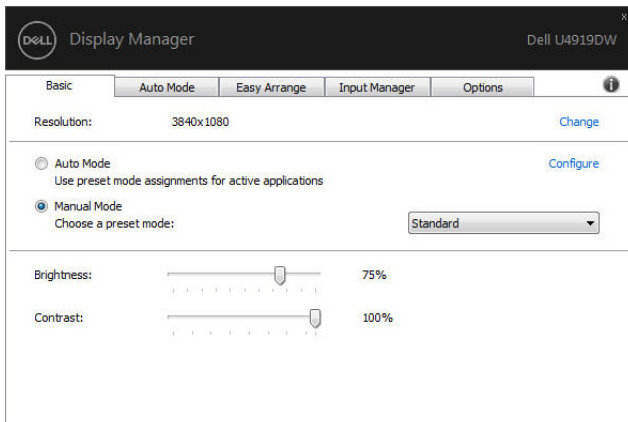 x
DELL Display Manager Dell U4919DW
Basic Auto Mode Easy Arrange Input Manager Options i
Resolution: 3840x1080 Change
Auto Mode Configure
Use preset mode assignments for active applications
Manual Mode
Choose a preset mode: Standard
Brightness: 75%
Contrast: 100%